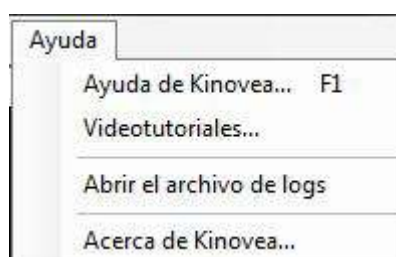 Ayuda
Ayuda de Kinovea... F1
Videotutoriales...
Abrir el archivo de logs
Acerca de Kinovea...